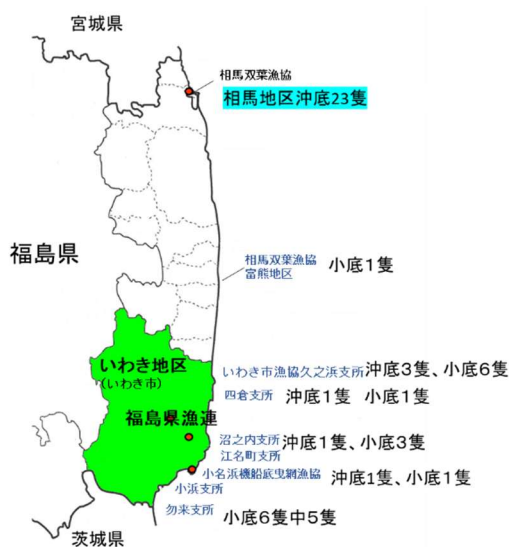 宮城県
相馬双葉漁協
相馬地区沖底23隻
福島県
相馬双葉漁協
富熊地区
小底1隻
いわき地区
（いわき市）
いわき市漁協久之浜支所
沖底3隻、小底6隻
四倉支所
沖底1隻 小底1隻
福島県漁連
沼之内支所
沖底1隻、小底3隻
江名町支所
小名浜機船底曳網漁協
沖底1隻、小底1隻
小浜支所
勿来支所
小底6隻中5隻
茨城県